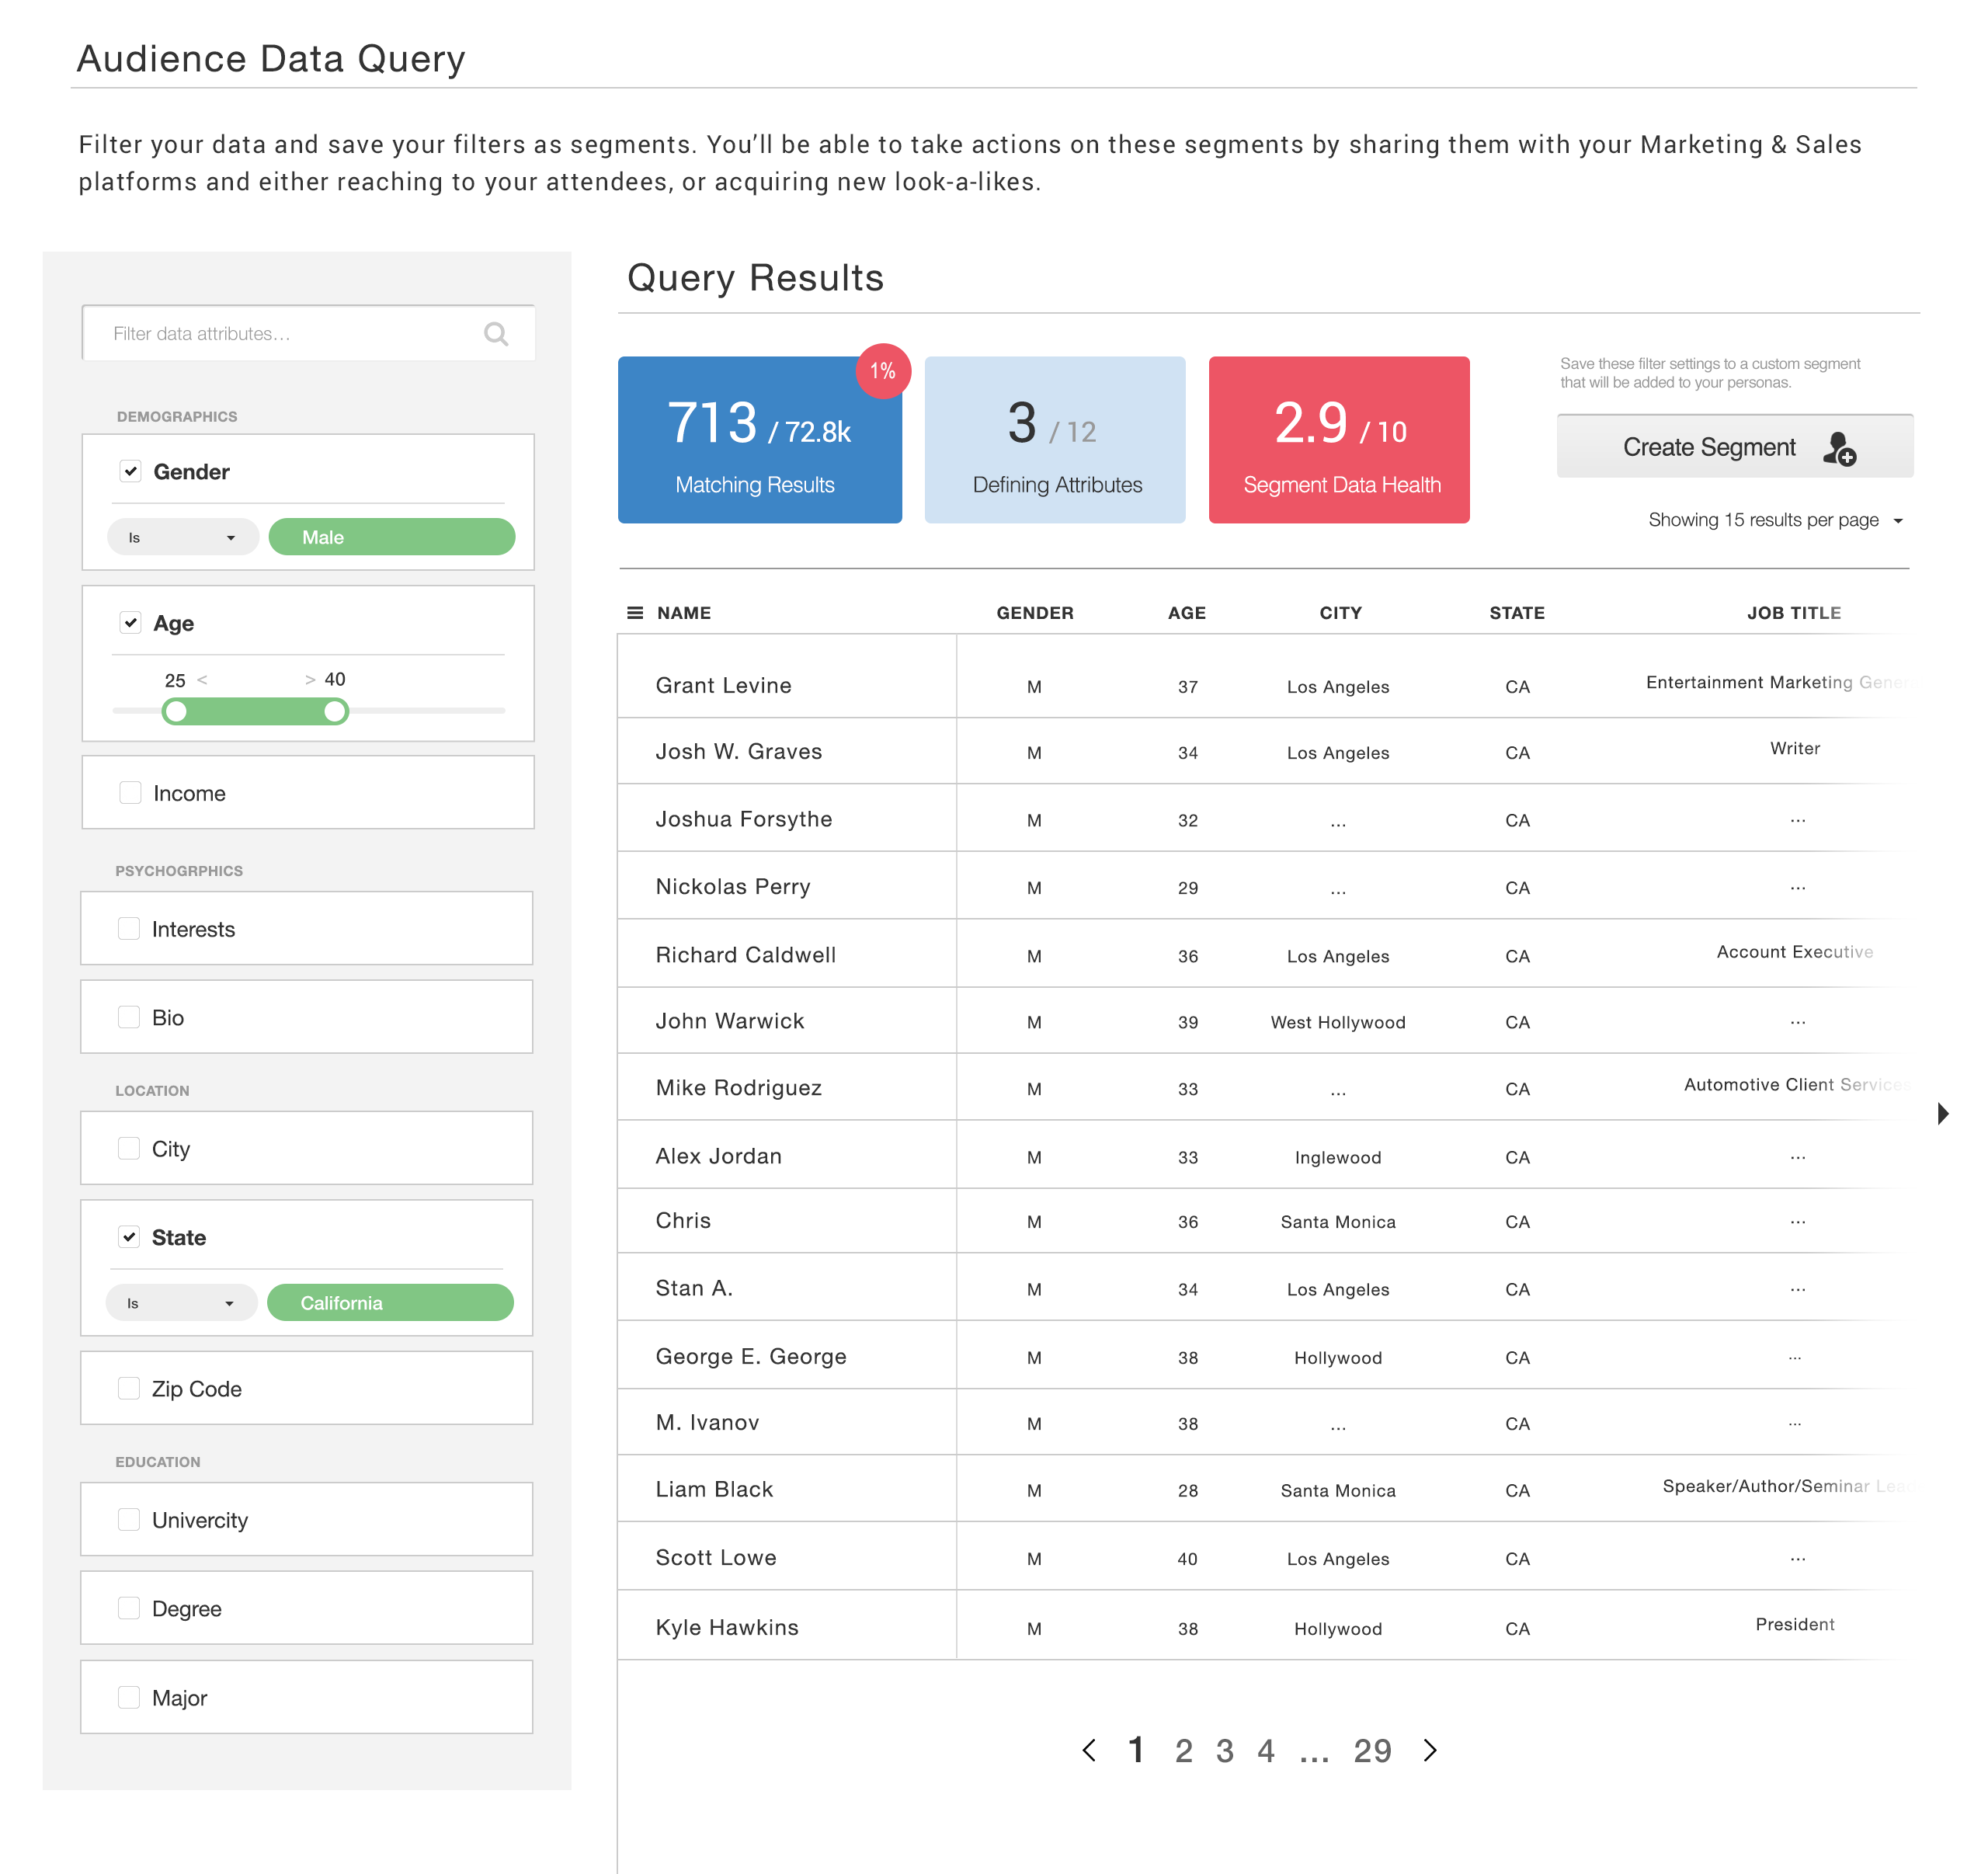 Audience Data Query
Filter your data and save your filters as segments. You’ll be able to take actions on these segments by sharing them with your Marketing & Sales
platforms and either reaching to your attendees, or acquiring new look-a-likes.
Filter data attributes...
DEMOGRAPHICS
Gender
Is Male
Age
25 < > 40
Income
PSYCHOGRPHICS
Interests
Bio
LOCATION
City
State
Is California
Zip Code
EDUCATION
Univercity
Degree
Major
Query Results
1%
713 / 72.8k
Matching Results
3 / 12
Defining Attributes
2.9 / 10
Segment Data Health
Save these filter settings to a custom segment
that will be added to your personas.
Create Segment
Showing 15 results per page
NAME GENDER AGE CITY STATE JOB TITLE
Grant Levine M 37 Los Angeles CA Entertainment Marketing
Josh W. Graves M 34 Los Angeles CA Writer
Joshua Forsythe M 32 ... CA ...
Nickolas Perry M 29 ... CA ...
Richard Caldwell M 36 Los Angeles CA Account Executive
John Warwick M 39 West Hollywood CA ...
Mike Rodriguez M 33 ... CA Automotive Client Services
Alex Jordan M 33 Inglewood CA ...
Chris M 36 Santa Monica CA ...
Stan A. M 34 Los Angeles CA ...
George E. George M 38 Hollywood CA ...
M. Ivanov M 38 ... CA ...
Liam Black M 28 Santa Monica CA Speaker/Author/Seminar
Scott Lowe M 40 Los Angeles CA ...
Kyle Hawkins M 38 Hollywood CA President
1 2 3 4 ... 29